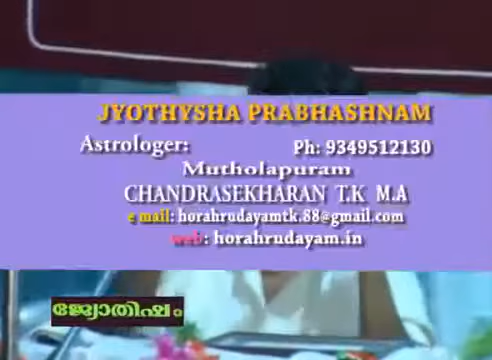 JYOTHYSHA PRABHASHNAM
Astrologer: Ph: 9349512130
Mutholapuram
CHANDRASEKHARAN T.K M.A
e mail: horahrudayamtk.88@gmail.com
web: horahrudayam.in
ജ്യോതിഷം